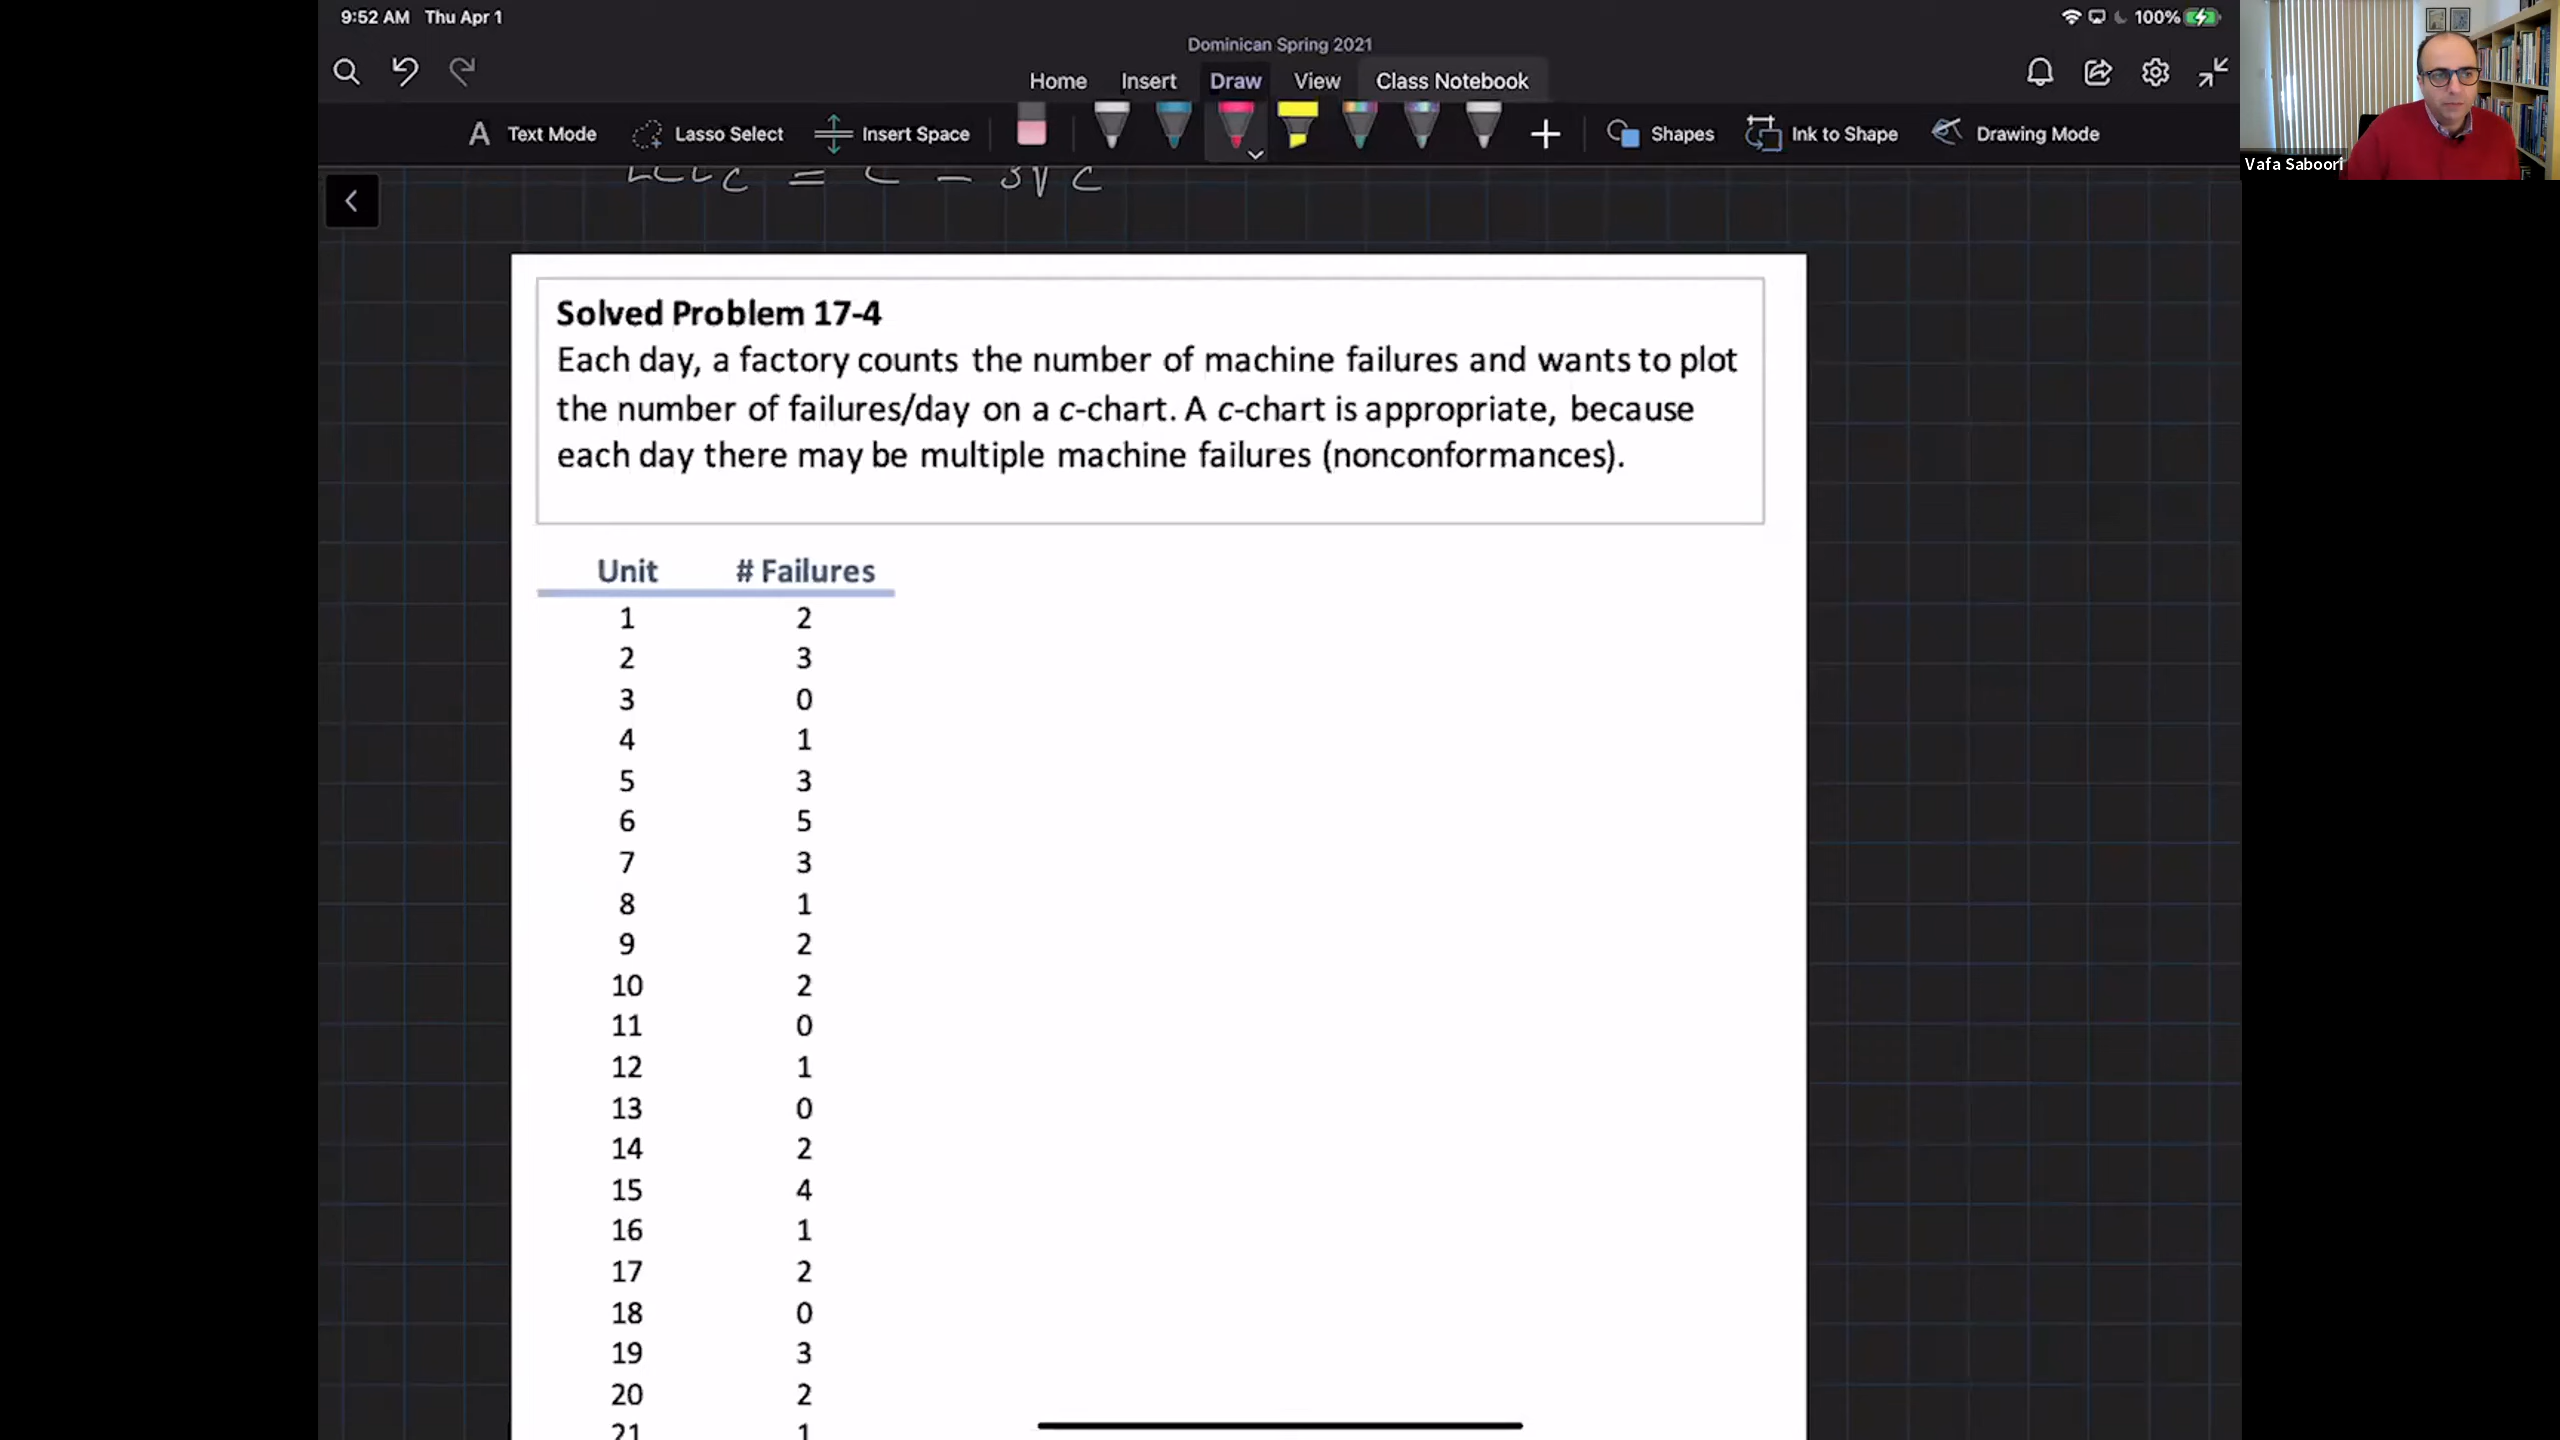 9:52 AM Thu Apr 1
100%
Dominican Spring 2021
Home Insert Draw View Class Notebook
A Text Mode Lasso Select Insert Space Shapes Ink to Shape Drawing Mode
Vafa Saboori
Solved Problem 17-4
Each day, a factory counts the number of machine failures and wants to plot
the number of failures/day on a c-chart. A c-chart is appropriate, because
each day there may be multiple machine failures (nonconformances).
Unit # Failures
1 2
2 3
3 0
4 1
5 3
6 5
7 3
8 1
9 2
10 2
11 0
12 1
13 0
14 2
15 4
16 1
17 2
18 0
19 3
20 2
21 1